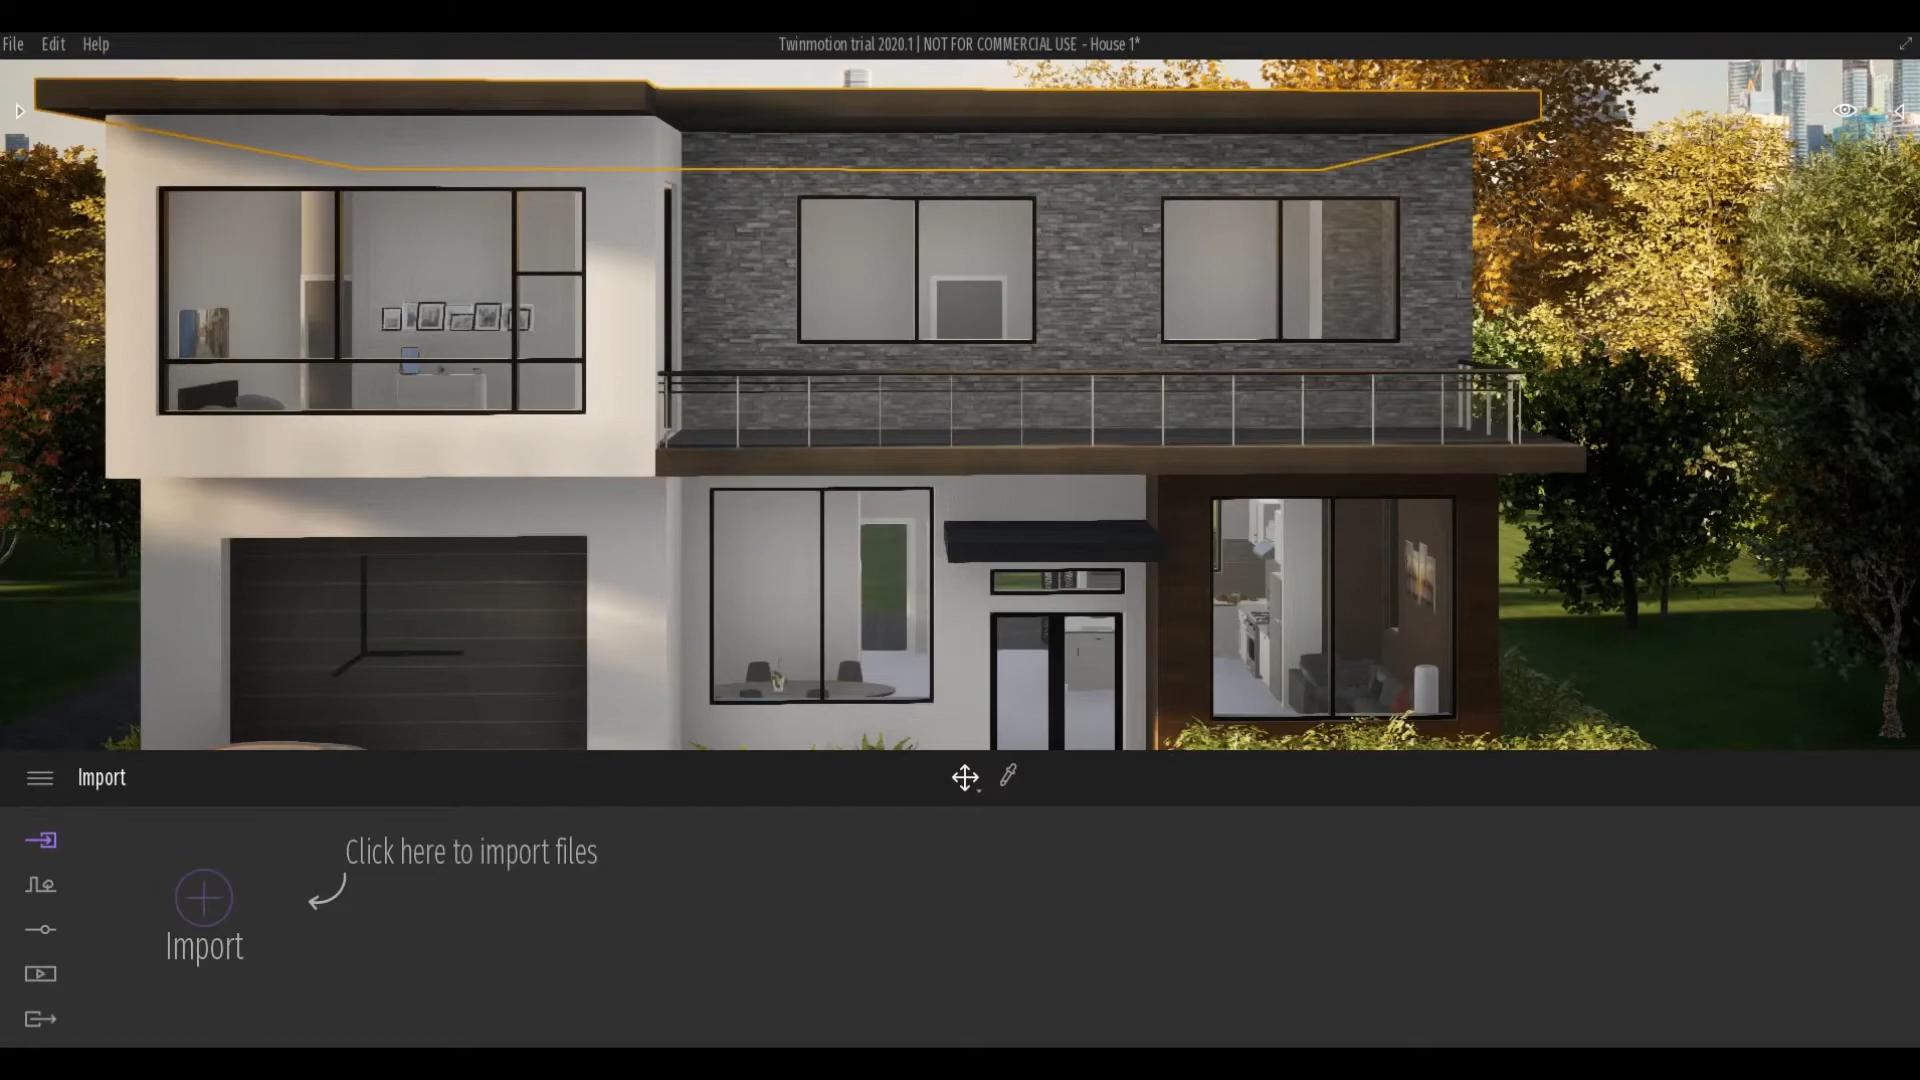 File Edit Help
Twinmotion trial 2020.1 | NOT FOR COMMERCIAL USE - House 1*
Import
Click here to import files
Import